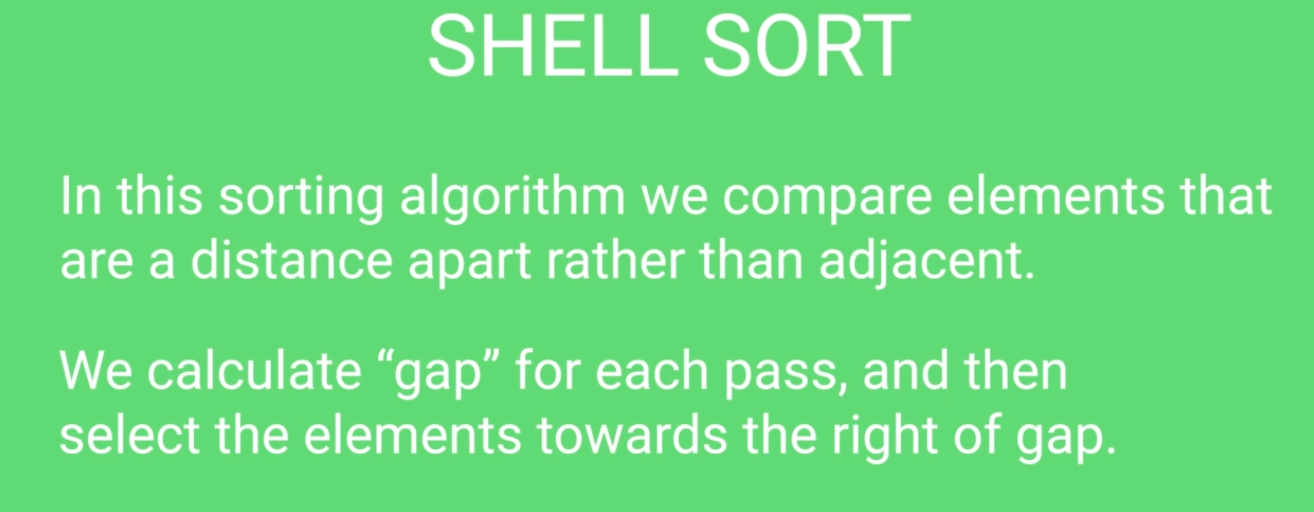 SHELL SORT
In this sorting algorithm we compare elements that
are a distance apart rather than adjacent.
We calculate “gap” for each pass, and then
select the elements towards the right of gap.